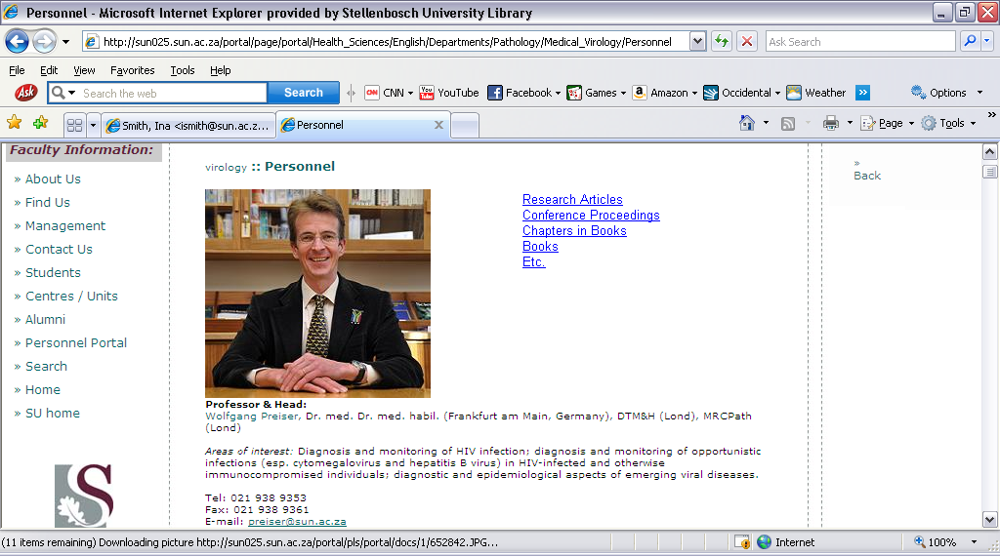 Personnel - Microsoft Internet Explorer provided by Stellenbosch University Library
http://sun025.sun.ac.za/portal/page/portal/Health_Sciences/English/Departments/Pathology/Medical_Virology/Personnel
Ask Search
File Edit View Favorites Tools Help
Ask Search the web Search CNN YouTube Facebook Games Amazon Occidental Weather Options
Smith, Ina <ismith@sun.ac.z... Personnel Page Tools
Faculty Information:
» About Us
» Find Us
» Management
» Contact Us
» Students
» Centres / Units
» Alumni
» Personnel Portal
» Search
» Home
» SU home
virology :: Personnel
Research Articles
Conference Proceedings
Chapters in Books
Books
Etc.
Professor & Head:
Wolfgang Preiser, Dr. med. Dr. med. habil. (Frankfurt am Main, Germany), DTM&H (Lond), MRCPath
(Lond)
Areas of interest: Diagnosis and monitoring of HIV infection; diagnosis and monitoring of opportunistic
infections (esp. cytomegalovirus and hepatitis B virus) in HIV-infected and otherwise
immunocompromised individuals; diagnostic and epidemiological aspects of emerging viral diseases.
Tel: 021 938 9353
Fax: 021 938 9361
E-mail: preiser@sun.ac.za
»
Back
(11 items remaining) Downloading picture http://sun025.sun.ac.za/portal/pls/portal/docs/1/652842.JPG... Internet 100%